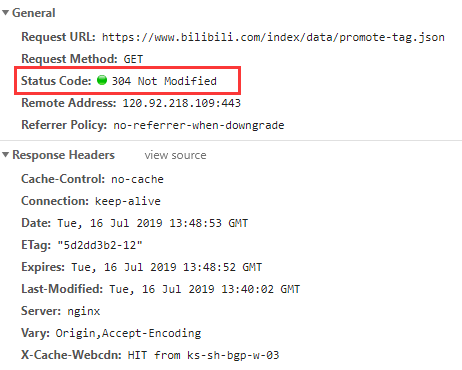 General
Request URL: https://www.bilibili.com/index/data/promote-tag.json
Request Method: GET
Status Code: 304 Not Modified
Remote Address: 120.92.218.109:443
Referrer Policy: no-referrer-when-downgrade
Response Headers view source
Cache-Control: no-cache
Connection: keep-alive
Date: Tue, 16 Jul 2019 13:48:53 GMT
ETag: "5d2dd3b2-12"
Expires: Tue, 16 Jul 2019 13:48:52 GMT
Last-Modified: Tue, 16 Jul 2019 13:40:02 GMT
Server: nginx
Vary: Origin,Accept-Encoding
X-Cache-Webcdn: HIT from ks-sh-bgp-w-03